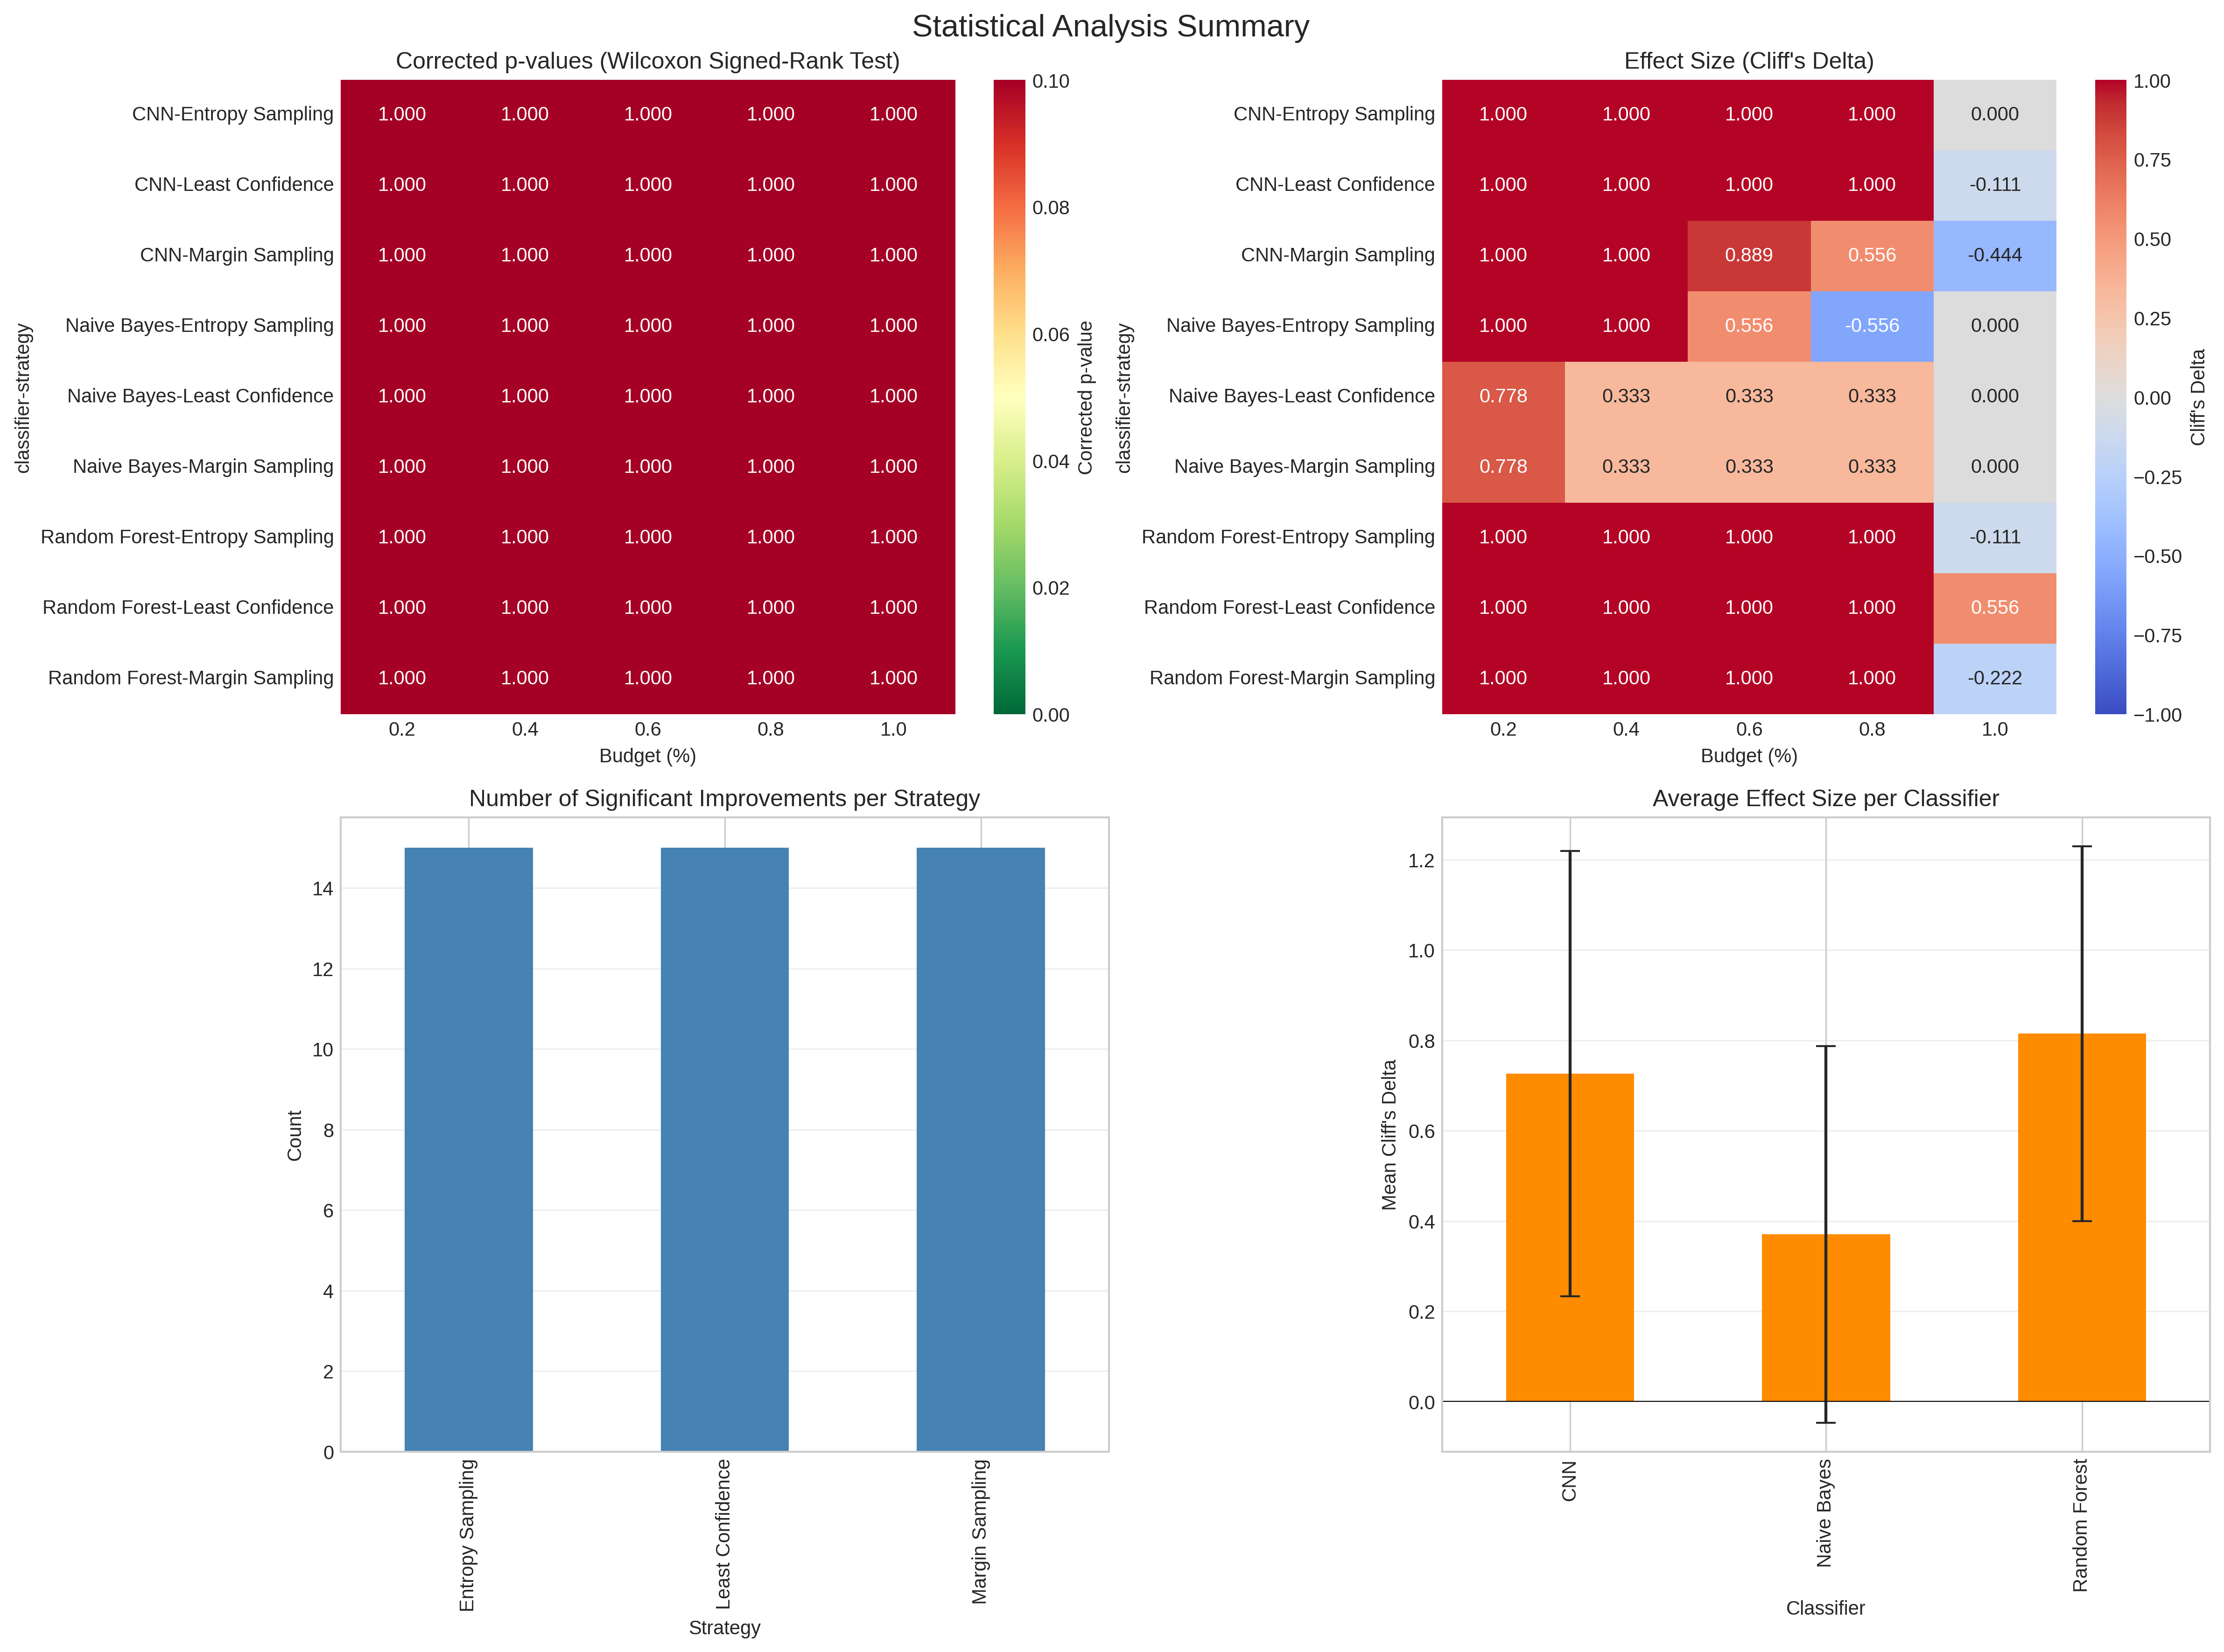 Statistical Analysis Summary
Corrected p-values (Wilcoxon Signed-Rank Test)
classifier-strategy
CNN-Entropy Sampling 1.000 1.000 1.000 1.000 1.000
CNN-Least Confidence 1.000 1.000 1.000 1.000 1.000
CNN-Margin Sampling 1.000 1.000 1.000 1.000 1.000
Naive Bayes-Entropy Sampling 1.000 1.000 1.000 1.000 1.000
Naive Bayes-Least Confidence 1.000 1.000 1.000 1.000 1.000
Naive Bayes-Margin Sampling 1.000 1.000 1.000 1.000 1.000
Random Forest-Entropy Sampling 1.000 1.000 1.000 1.000 1.000
Random Forest-Least Confidence 1.000 1.000 1.000 1.000 1.000
Random Forest-Margin Sampling 1.000 1.000 1.000 1.000 1.000
0.2 0.4 0.6 0.8 1.0
Budget (%)
0.10
0.08
0.06
0.04
0.02
0.00
Corrected p-value
Effect Size (Cliff's Delta)
classifier-strategy
CNN-Entropy Sampling 1.000 1.000 1.000 1.000 0.000
CNN-Least Confidence 1.000 1.000 1.000 1.000 -0.111
CNN-Margin Sampling 1.000 1.000 0.889 0.556 -0.444
Naive Bayes-Entropy Sampling 1.000 1.000 0.556 -0.556 0.000
Naive Bayes-Least Confidence 0.778 0.333 0.333 0.333 0.000
Naive Bayes-Margin Sampling 0.778 0.333 0.333 0.333 0.000
Random Forest-Entropy Sampling 1.000 1.000 1.000 1.000 -0.111
Random Forest-Least Confidence 1.000 1.000 1.000 1.000 0.556
Random Forest-Margin Sampling 1.000 1.000 1.000 1.000 -0.222
0.2 0.4 0.6 0.8 1.0
Budget (%)
1.00
0.75
0.50
0.25
0.00
−0.25
−0.50
−0.75
−1.00
Cliff's Delta
Number of Significant Improvements per Strategy
Count
14
12
10
8
6
4
2
0
Entropy Sampling
Least Confidence
Margin Sampling
Strategy
Average Effect Size per Classifier
Mean Cliff's Delta
1.2
1.0
0.8
0.6
0.4
0.2
0.0
CNN
Naive Bayes
Random Forest
Classifier